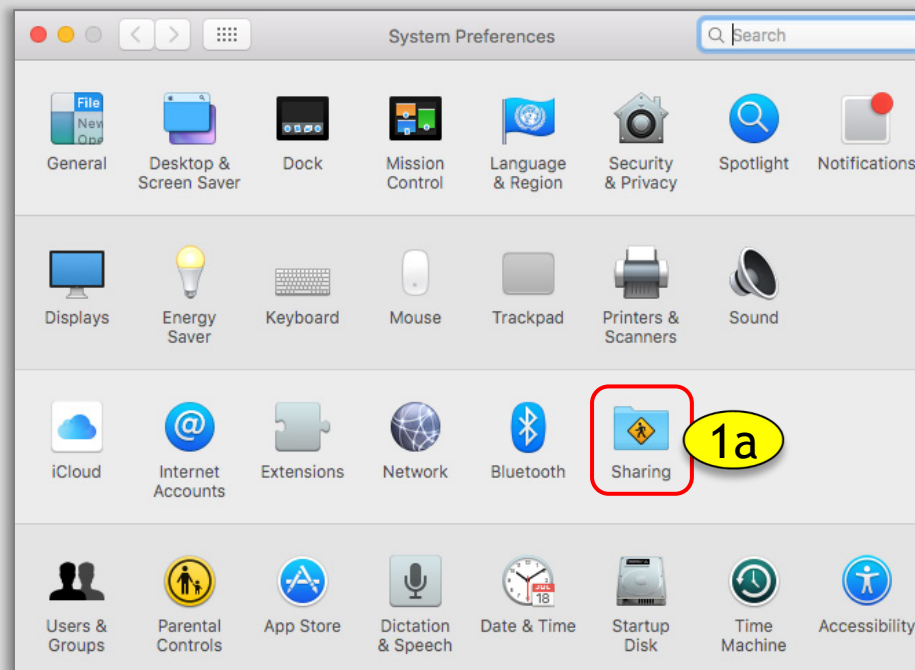 System Preferences
Search
File
New
Ope
General
Desktop &
Screen Saver
Dock
Mission
Control
Language
& Region
Security
& Privacy
Spotlight
Notifications
Displays
Energy
Saver
Keyboard
Mouse
Trackpad
Printers &
Scanners
Sound
iCloud
@
Internet
Accounts
Extensions
Network
Bluetooth
Sharing
1a
Users &
Groups
Parental
Controls
App Store
Dictation
& Speech
JUL
18
Date & Time
Startup
Disk
Time
Machine
Accessibility